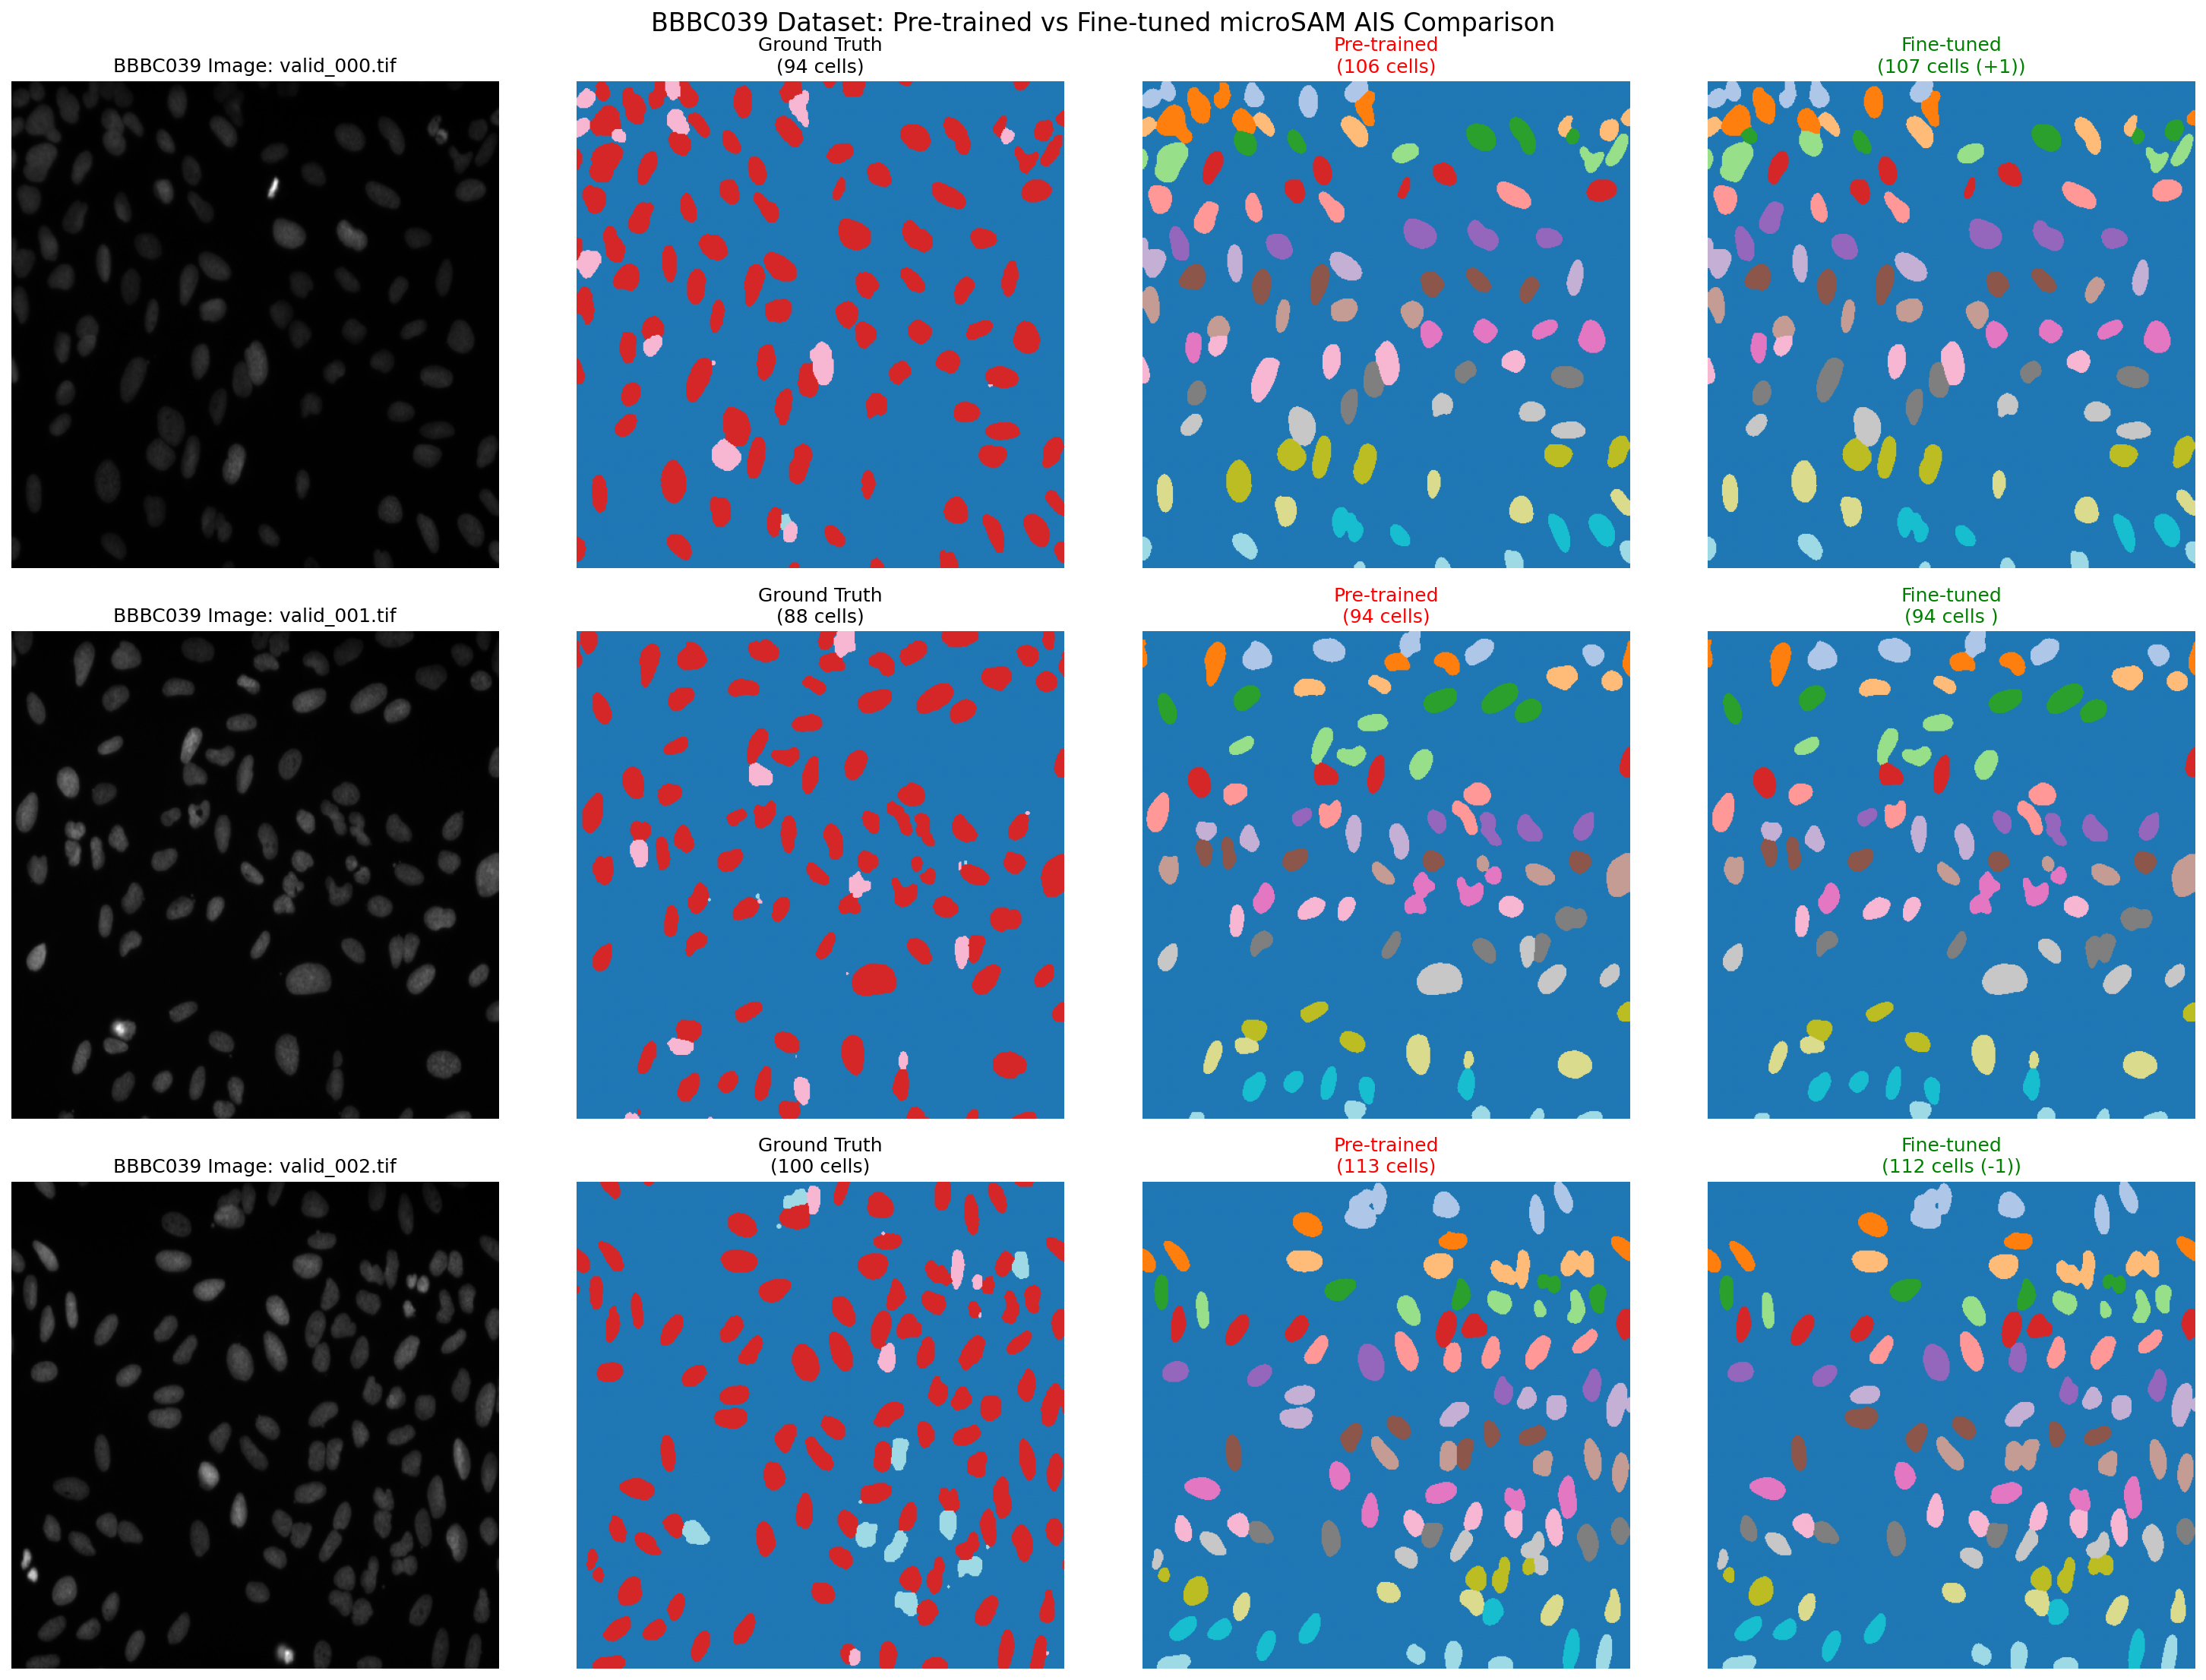 BBBC039 Dataset: Pre-trained vs Fine-tuned microSAM AIS Comparison
BBBC039 Image: valid_000.tif
Ground Truth
(94 cells)
Pre-trained
(106 cells)
Fine-tuned
(107 cells (+1))
BBBC039 Image: valid_001.tif
Ground Truth
(88 cells)
Pre-trained
(94 cells)
Fine-tuned
(94 cells )
BBBC039 Image: valid_002.tif
Ground Truth
(100 cells)
Pre-trained
(113 cells)
Fine-tuned
(112 cells (-1))